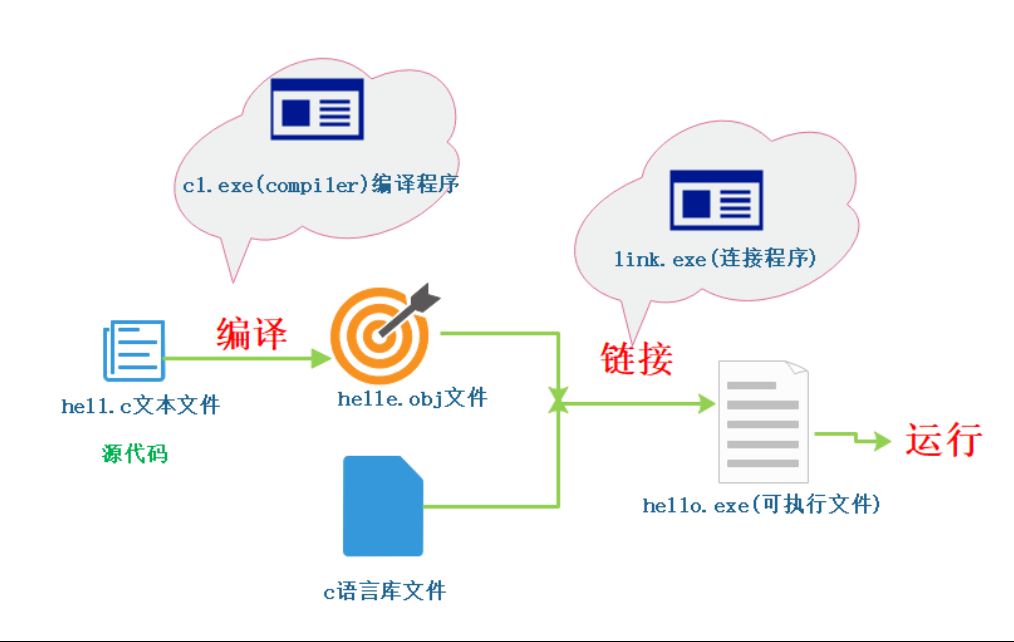 cl.exe(compiler)编译程序
link.exe(连接程序)
编译
链接
hell.c文本文件
helle.obj文件
源代码
运行
hello.exe(可执行文件)
c语言库文件